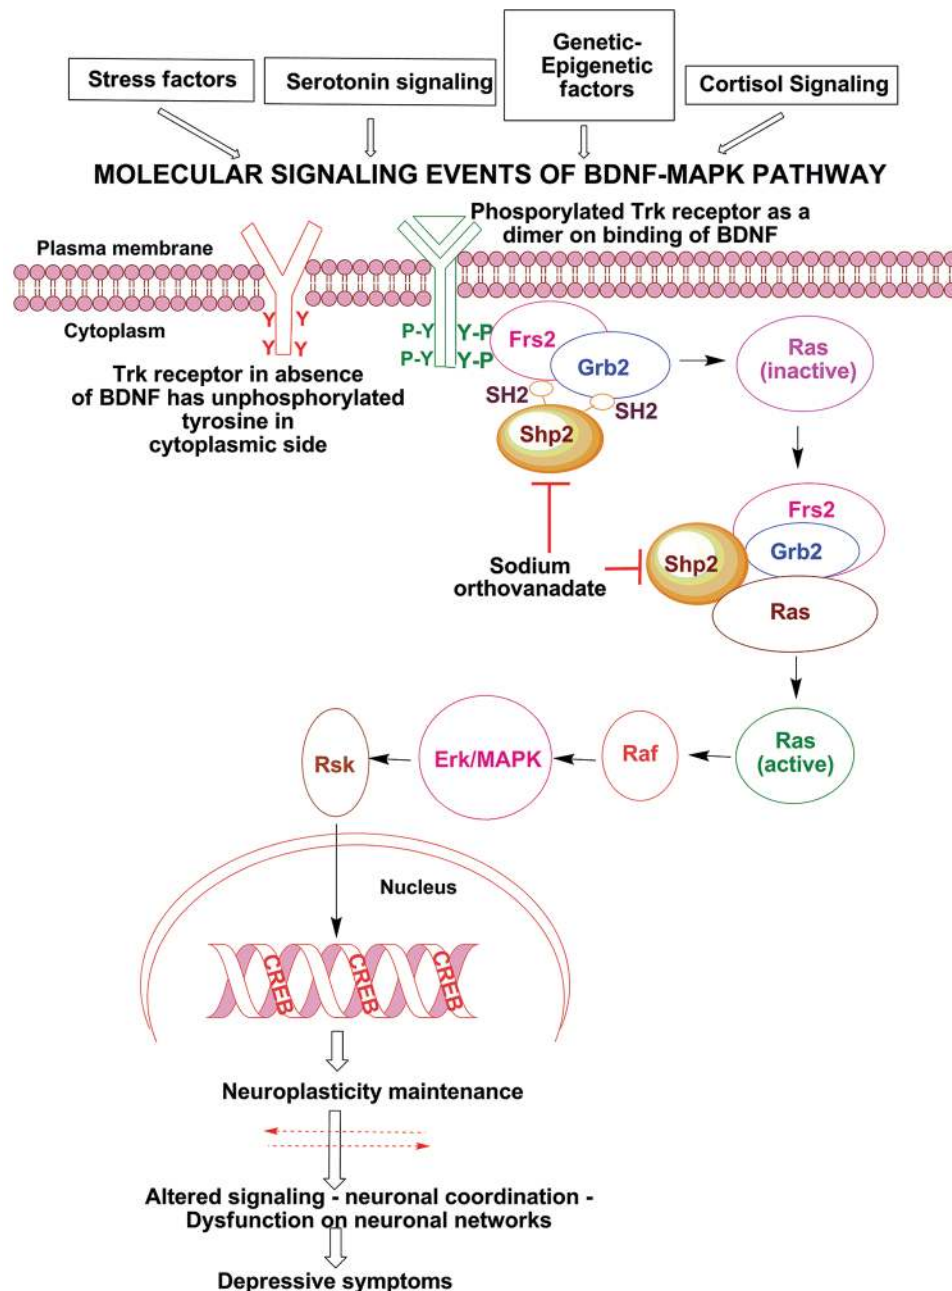 Stress factors
Serotonin signaling
Genetic-
Epigenetic
factors
Cortisol Signaling
MOLECULAR SIGNALING EVENTS OF BDNF-MAPK PATHWAY
Phosporylated Trk receptor as a
dimer on binding of BDNF
Plasma membrane
Cytoplasm
Y Y
Y Y
P-Y Y-P
P-Y Y-P
Trk receptor in absence
of BDNF has unphosphorylated
tyrosine in
cytoplasmic side
Frs2
Grb2
SH2
SH2
Shp2
Ras
(inactive)
Sodium
orthovanadate
Frs2
Grb2
Shp2
Ras
Ras
(active)
Raf
Erk/MAPK
Rsk
Nucleus
CREB
CREB
CREB
Neuroplasticity maintenance
Altered signaling - neuronal coordination -
Dysfunction on neuronal networks
Depressive symptoms